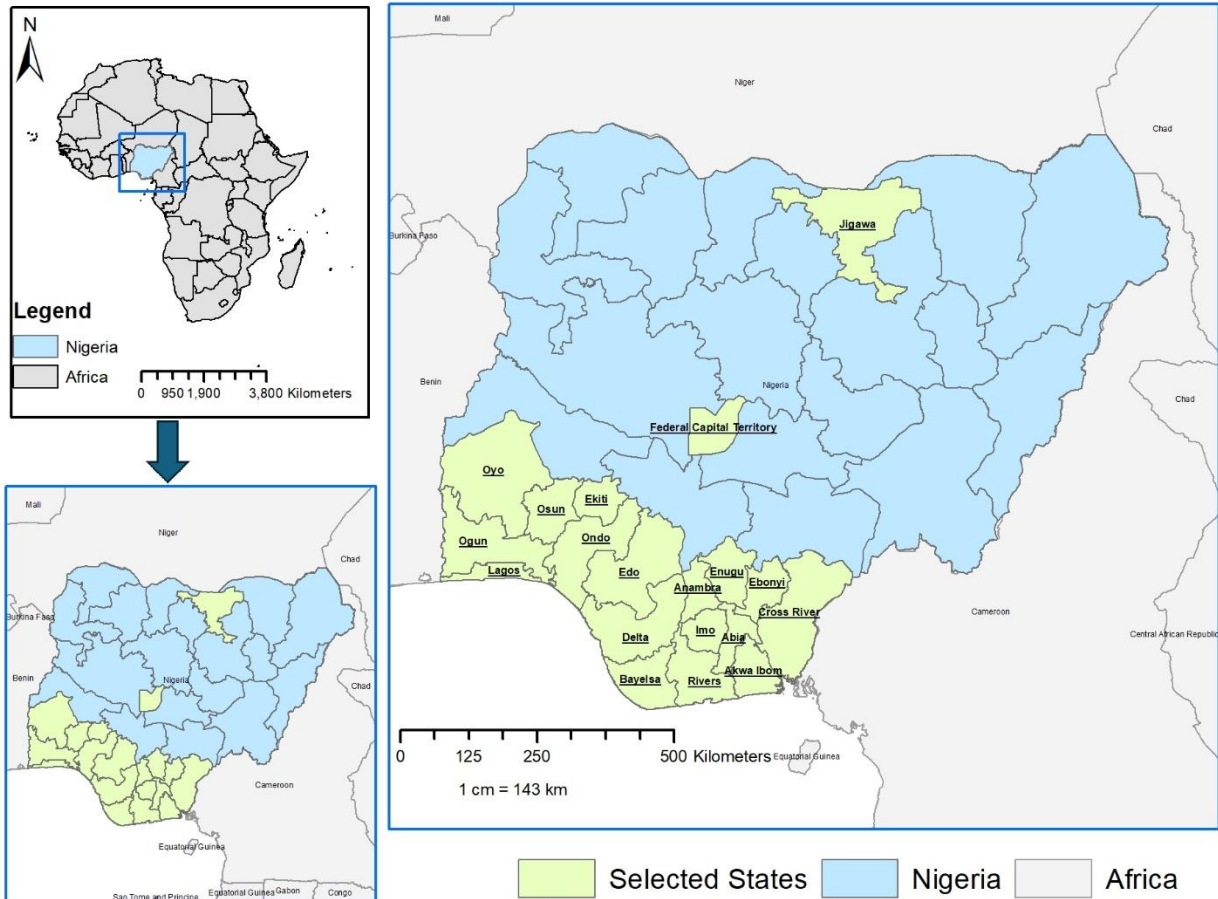 N
Legend
Nigeria
Africa
0 950 1,900 3,800 Kilometers
Mali
Niger
Chad
Burkina Faso
Benin
Nigeria
Chad
Cameroon
Equatorial Guinea
Sao Tome and Principe
Equatorial Guinea
Gabon
Congo
Mali
Niger
Chad
Burkina Faso
Jigawa
Benin
Nigeria
Chad
Federal Capital Territory
Oyo
Osun
Ekiti
Ogun
Ondo
Lagos
Edo
Enugu
Anambra
Ebonyi
Cross River
Delta
Imo
Abia
Bayelsa
Rivers
Akwa Ibom
Cameroon
Central African Republic
Equatorial Guinea
0 125 250 500 Kilometers
1 cm = 143 km
Selected States
Nigeria
Africa